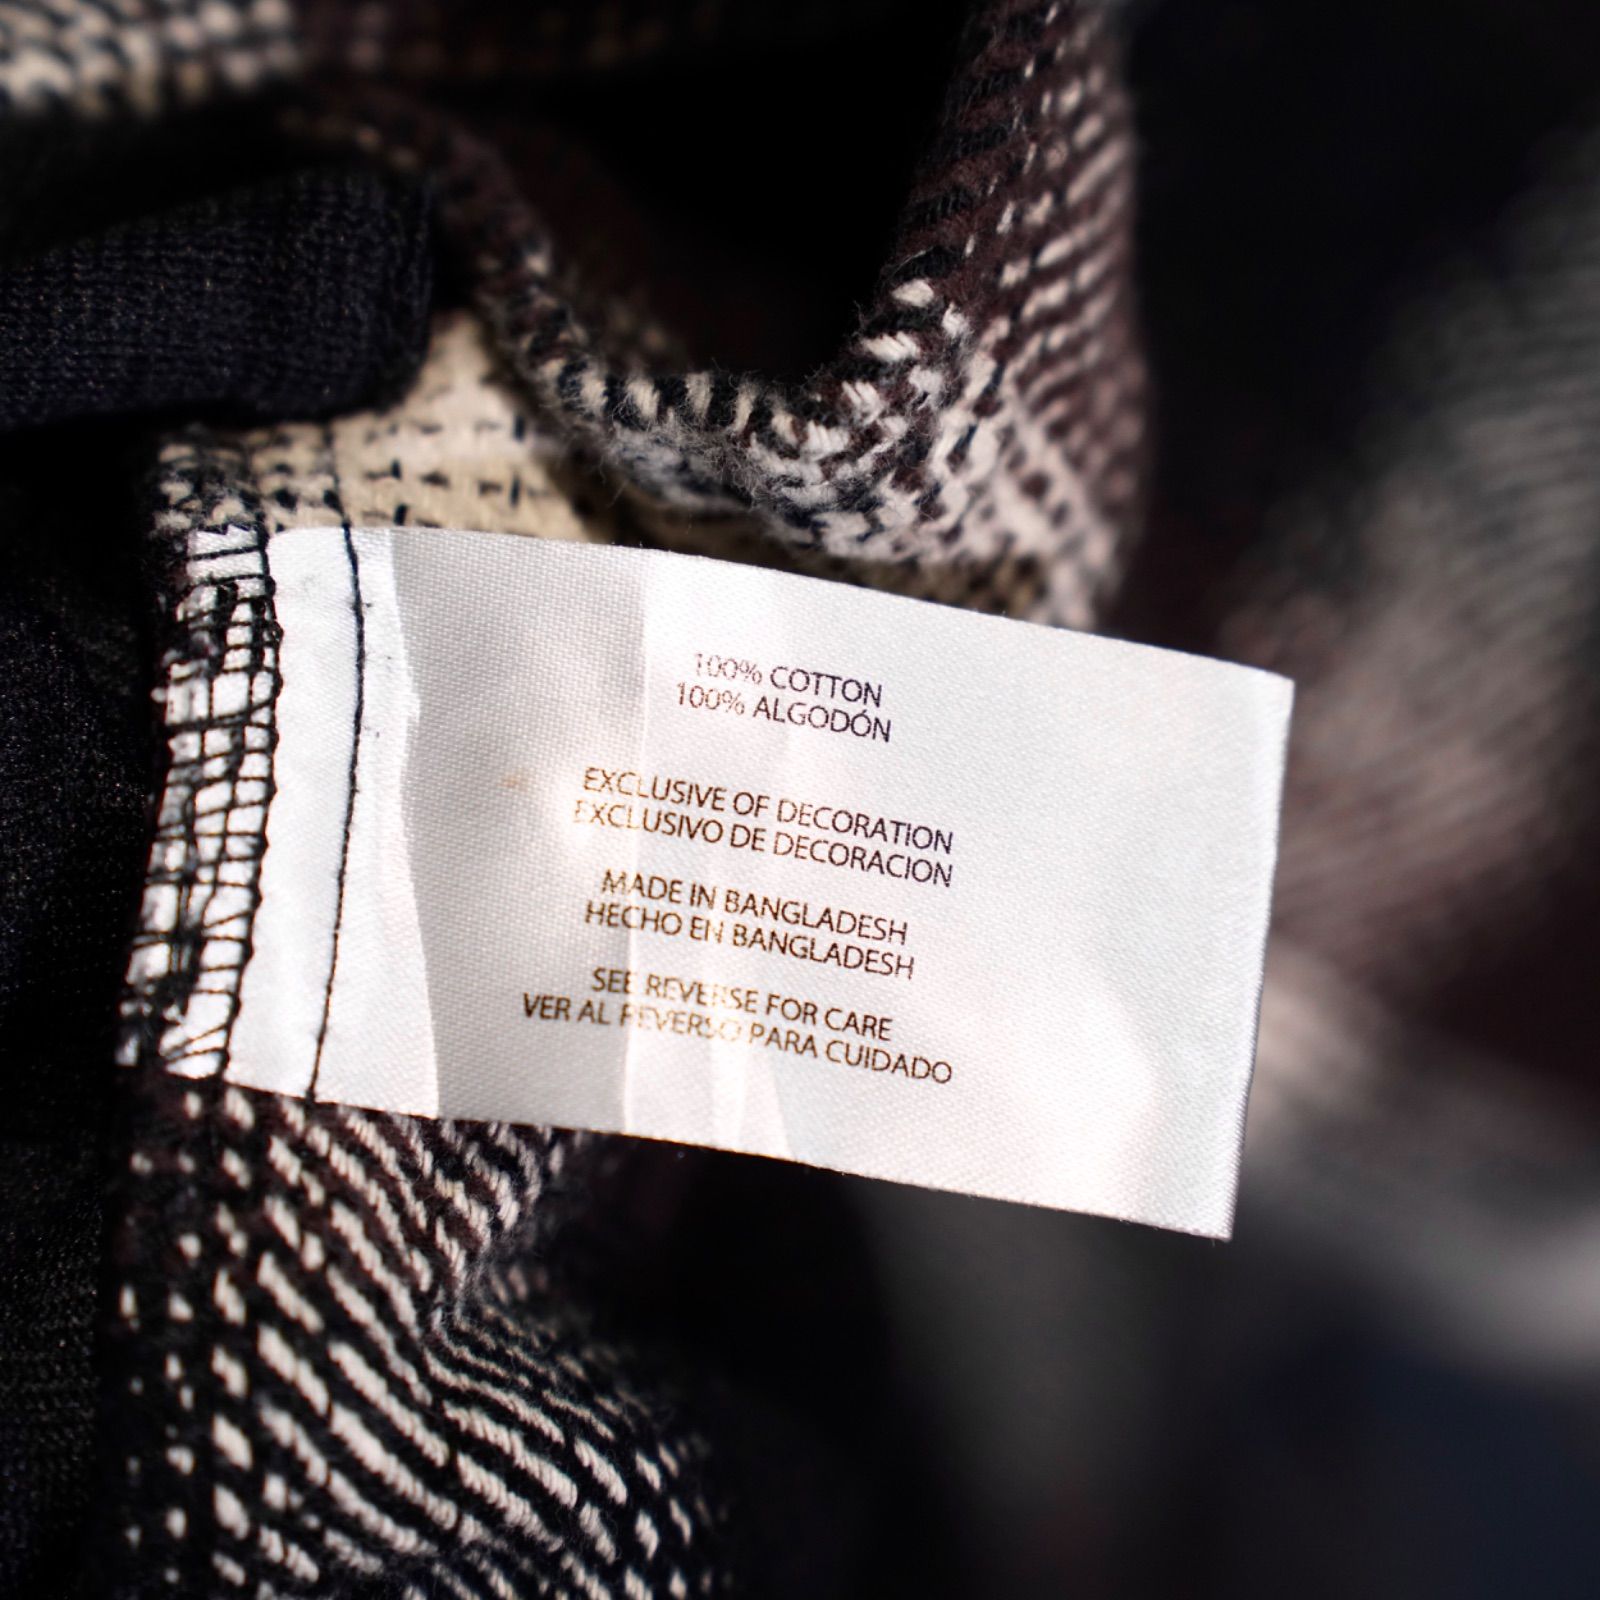 100% COTTON
100% ALGODÓN
EXCLUSIVE OF DECORATION
EXCLUSIVO DE DECORACION
MADE IN BANGLADESH
HECHO EN BANGLADESH
SEE REVERSE FOR CARE
VER AL REVERSO PARA CUIDADO